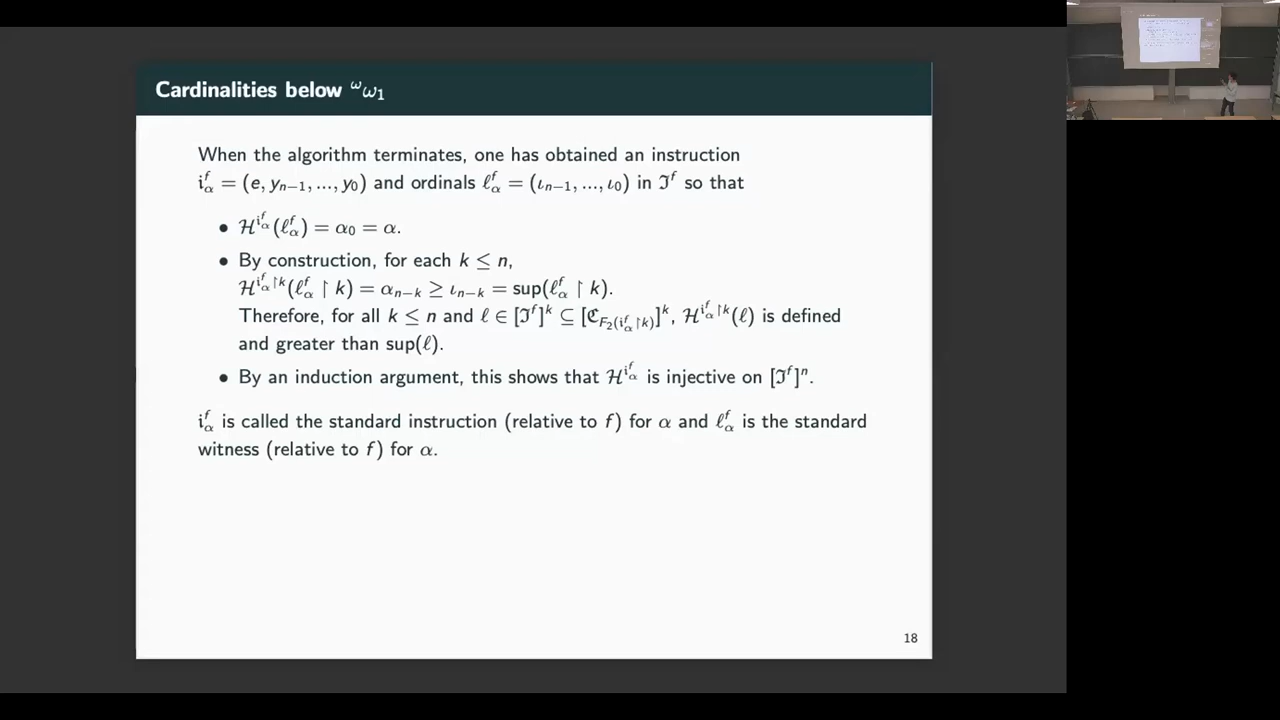 Cardinalities below ^ωω₁
When the algorithm terminates, one has obtained an instruction
𝔦^f_α = (e, y_{n−1}, ..., y₀) and ordinals ℓ^f_α = (ι_{n−1}, ..., ι₀) in ℑ^f so that
• ℋ^{𝔦^f_α}(ℓ^f_α) = α₀ = α.
• By construction, for each k ≤ n,
ℋ^{𝔦^f_α↾k}(ℓ^f_α ↾ k) = α_{n−k} ≥ ι_{n−k} = sup(ℓ^f_α ↾ k).
Therefore, for all k ≤ n and ℓ ∈ [ℑ^f]^k ⊆ [ℭ_{F₂(𝔦^f_α↾k)}]^k, ℋ^{𝔦^f_α↾k}(ℓ) is defined
and greater than sup(ℓ).
• By an induction argument, this shows that ℋ^{𝔦^f_α} is injective on [ℑ^f]^n.
𝔦^f_α is called the standard instruction (relative to f) for α and ℓ^f_α is the standard
witness (relative to f) for α.
18